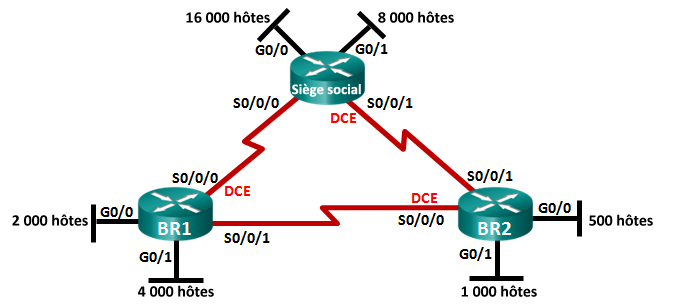 16 000 hôtes
8 000 hôtes
G0/0
G0/1
Siège social
S0/0/0
S0/0/1
DCE
S0/0/0
S0/0/1
DCE
DCE
2 000 hôtes
G0/0
BR1
S0/0/1
S0/0/0
BR2
G0/0
500 hôtes
G0/1
G0/1
4 000 hôtes
1 000 hôtes